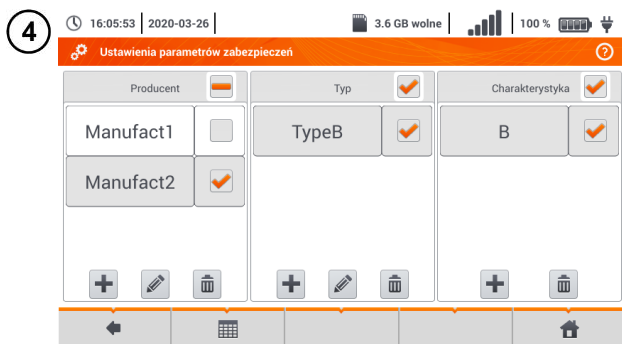 4
16:05:53 2020-03-26 3.6 GB wolne 100 %
Ustawienia parametrów zabezpieczeń ?
Producent Typ Charakterystyka
Manufact1 TypeB B
Manufact2